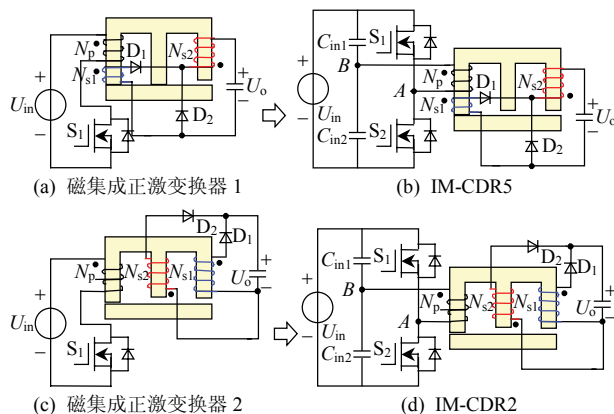 Np
Ns1
D1
Ns2
Uin
S1
D2
Uo
+
−
(a) 磁集成正激变换器 1
Cin1
S1
B
Np
Ns1
D1
Ns2
A
Uin
Cin2
S2
D2
Uo
+
−
(b) IM-CDR5
D2
D1
Np
Ns2
Ns1
Uin
S1
Uo
+
−
(c) 磁集成正激变换器 2
Cin1
S1
B
D2
D1
Np
Ns2
Ns1
A
Uin
Cin2
S2
Uo
+
−
(d) IM-CDR2